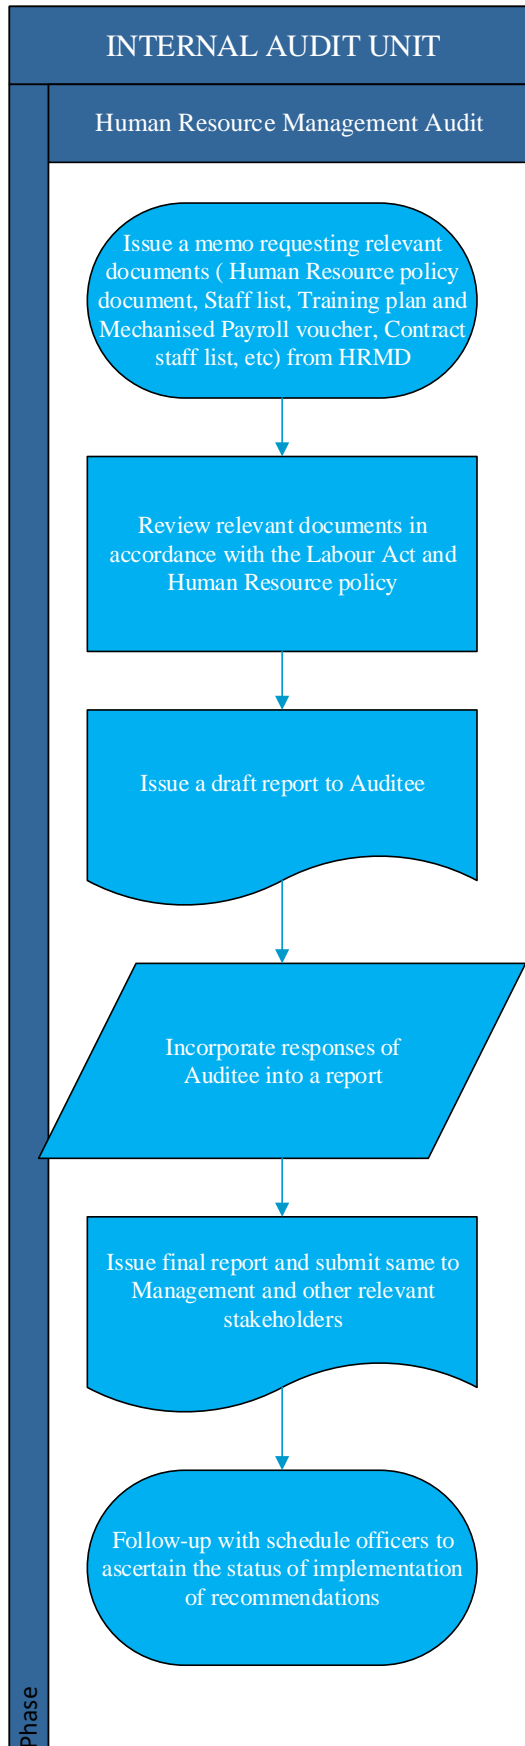 INTERNAL AUDIT UNIT
Human Resource Management Audit
Issue a memo requesting relevant
documents ( Human Resource policy
document, Staff list, Training plan and
Mechanised Payroll voucher, Contract
staff list, etc) from HRMD
Review relevant documents in
accordance with the Labour Act and
Human Resource policy
Issue a draft report to Auditee
Incorporate responses of
Auditee into a report
Issue final report and submit same to
Management and other relevant
stakeholders
Follow-up with schedule officers to
ascertain the status of implementation
of recommendations
Phase